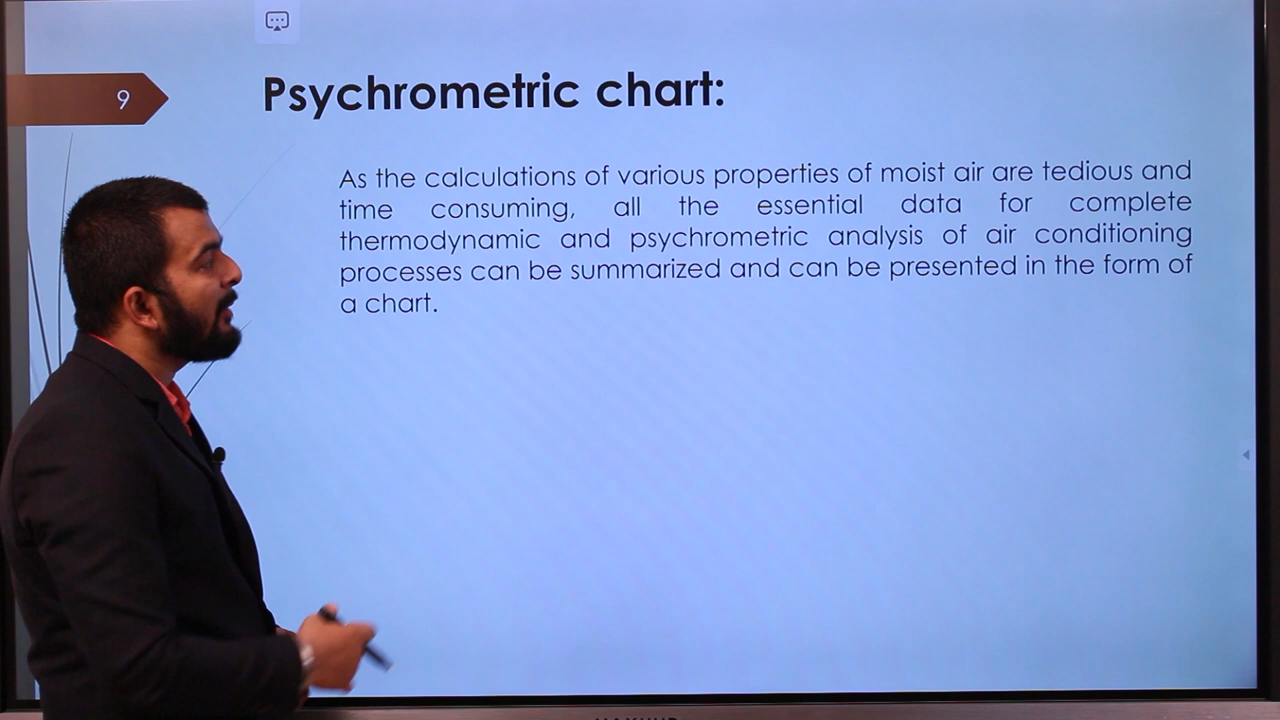 9
Psychrometric chart:
As the calculations of various properties of moist air are tedious and
time consuming, all the essential data for complete
thermodynamic and psychrometric analysis of air conditioning
processes can be summarized and can be presented in the form of
a chart.